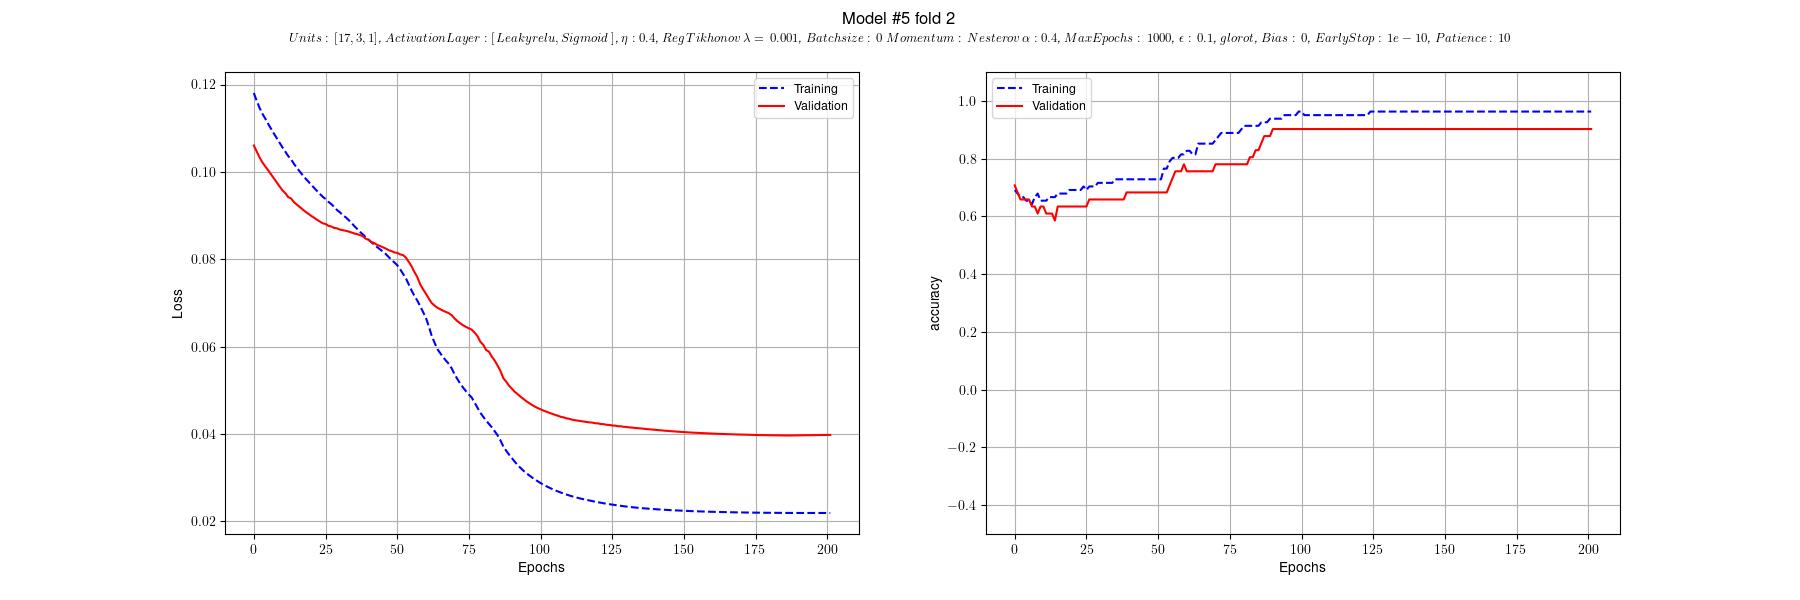 Model #5 fold 2
Units : [17, 3, 1], ActivationLayer : [Leakyrelu, Sigmoid], η : 0.4, RegTikhonov λ = 0.001, Batchsize : 0 Momentum : Nesterov α : 0.4, MaxEpochs : 1000, ϵ : 0.1, glorot, Bias : 0, EarlyStop : 1e − 10, Patience : 10
Training
Validation
0.12
0.10
0.08
0.06
0.04
0.02
Loss
0 25 50 75 100 125 150 175 200
Epochs
Training
Validation
1.0
0.8
0.6
0.4
0.2
0.0
−0.2
−0.4
accuracy
0 25 50 75 100 125 150 175 200
Epochs